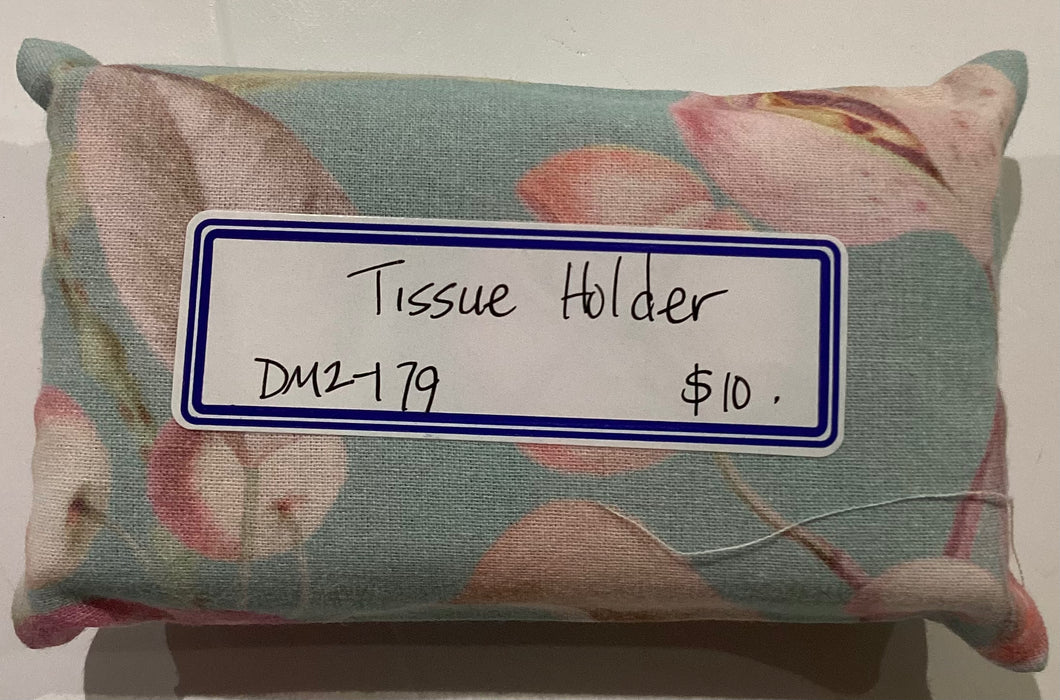 Tissue Holder
DM2-179 $10.